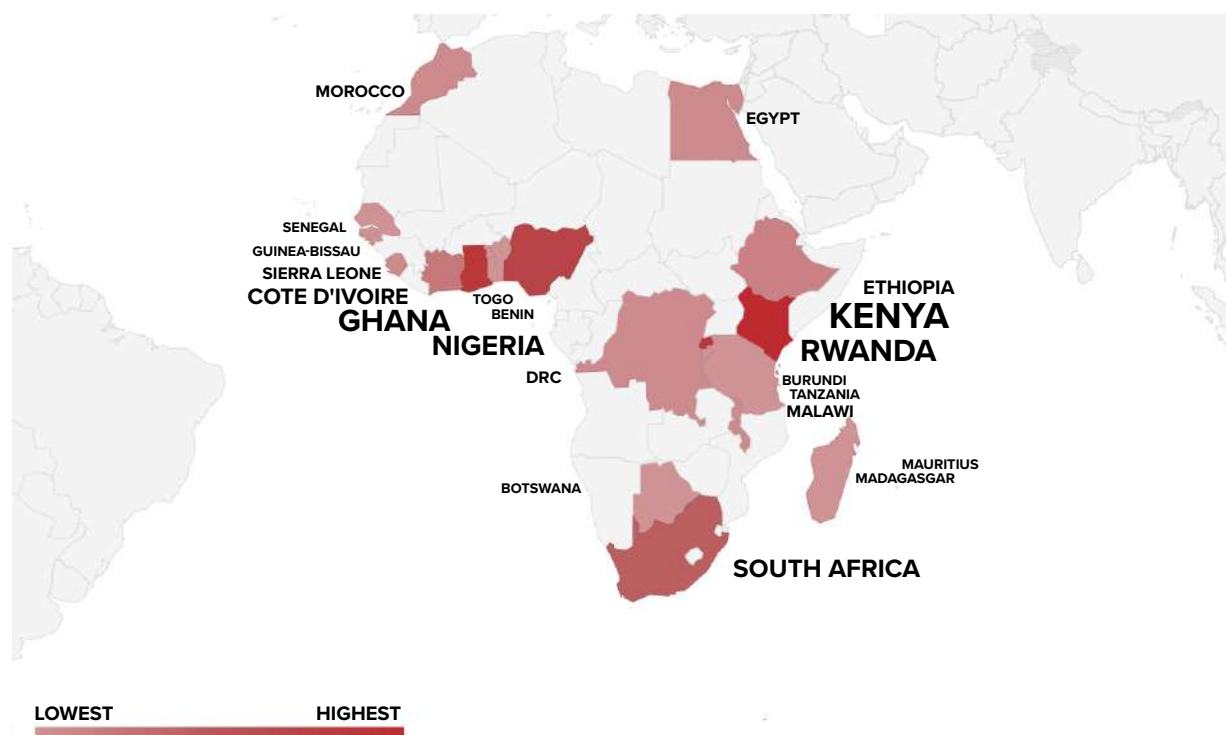 MOROCCO
EGYPT
SENEGAL
GUINEA-BISSAU
SIERRA LEONE
ETHIOPIA
COTE D'IVOIRE
TOGO
BENIN
GHANA
KENYA
NIGERIA
RWANDA
DRC
BURUNDI
TANZANIA
MALAWI
MAURITIUS
MADAGASGAR
BOTSWANA
SOUTH AFRICA
LOWEST HIGHEST